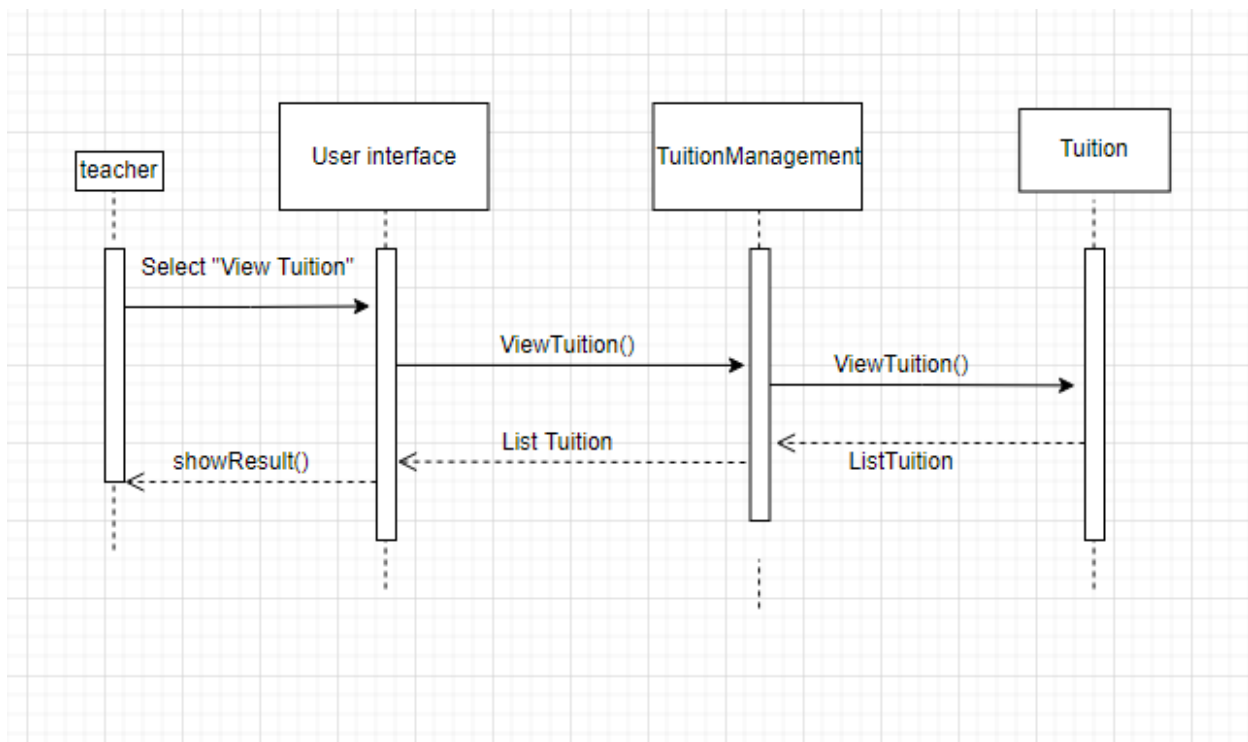 teacher
User interface
TuitionManagement
Tuition
Select "View Tuition"
ViewTuition()
ViewTuition()
List Tuition
ListTuition
showResult()